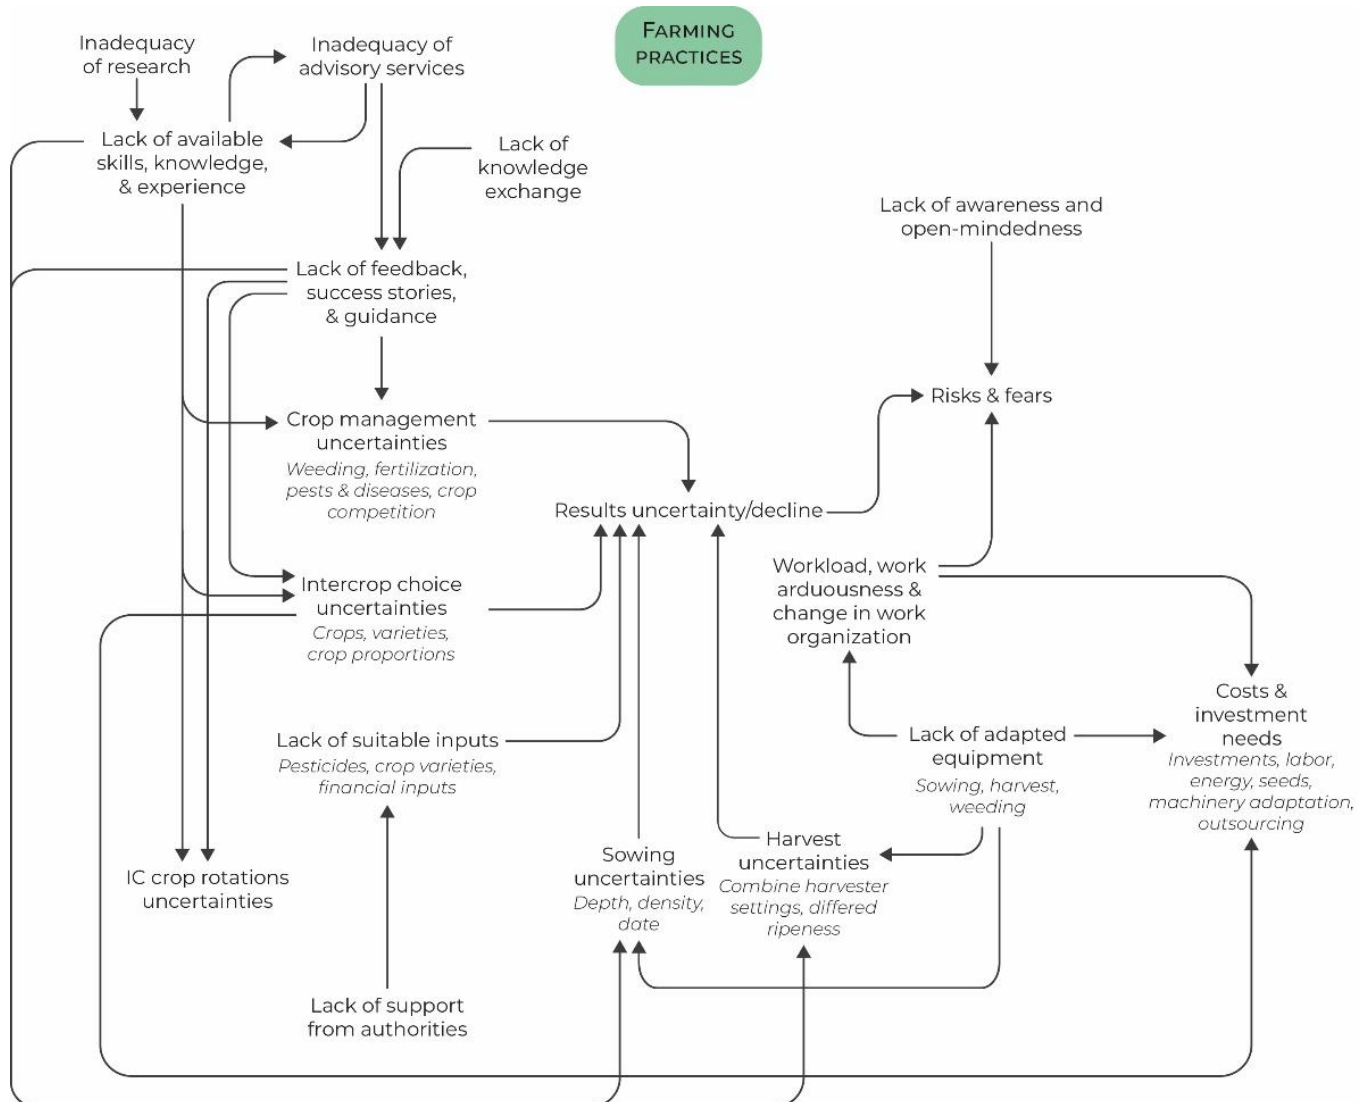 FARMING
PRACTICES
Inadequacy
of research
Inadequacy of
advisory services
Lack of available
skills, knowledge,
& experience
Lack of
knowledge
exchange
Lack of awareness and
open-mindedness
Lack of feedback,
success stories,
& guidance
Risks & fears
Crop management
uncertainties
Weeding, fertilization,
pests & diseases, crop
competition
Results uncertainty/decline
Workload, work
arduousness &
change in work
organization
Intercrop choice
uncertainties
Crops, varieties,
crop proportions
Costs &
investment
needs
Investments, labor,
energy, seeds,
machinery adaptation,
outsourcing
Lack of suitable inputs
Pesticides, crop varieties,
financial inputs
Lack of adapted
equipment
Sowing, harvest,
weeding
Harvest
uncertainties
Combine harvester
settings, differed
ripeness
Sowing
uncertainties
Depth, density,
date
IC crop rotations
uncertainties
Lack of support
from authorities